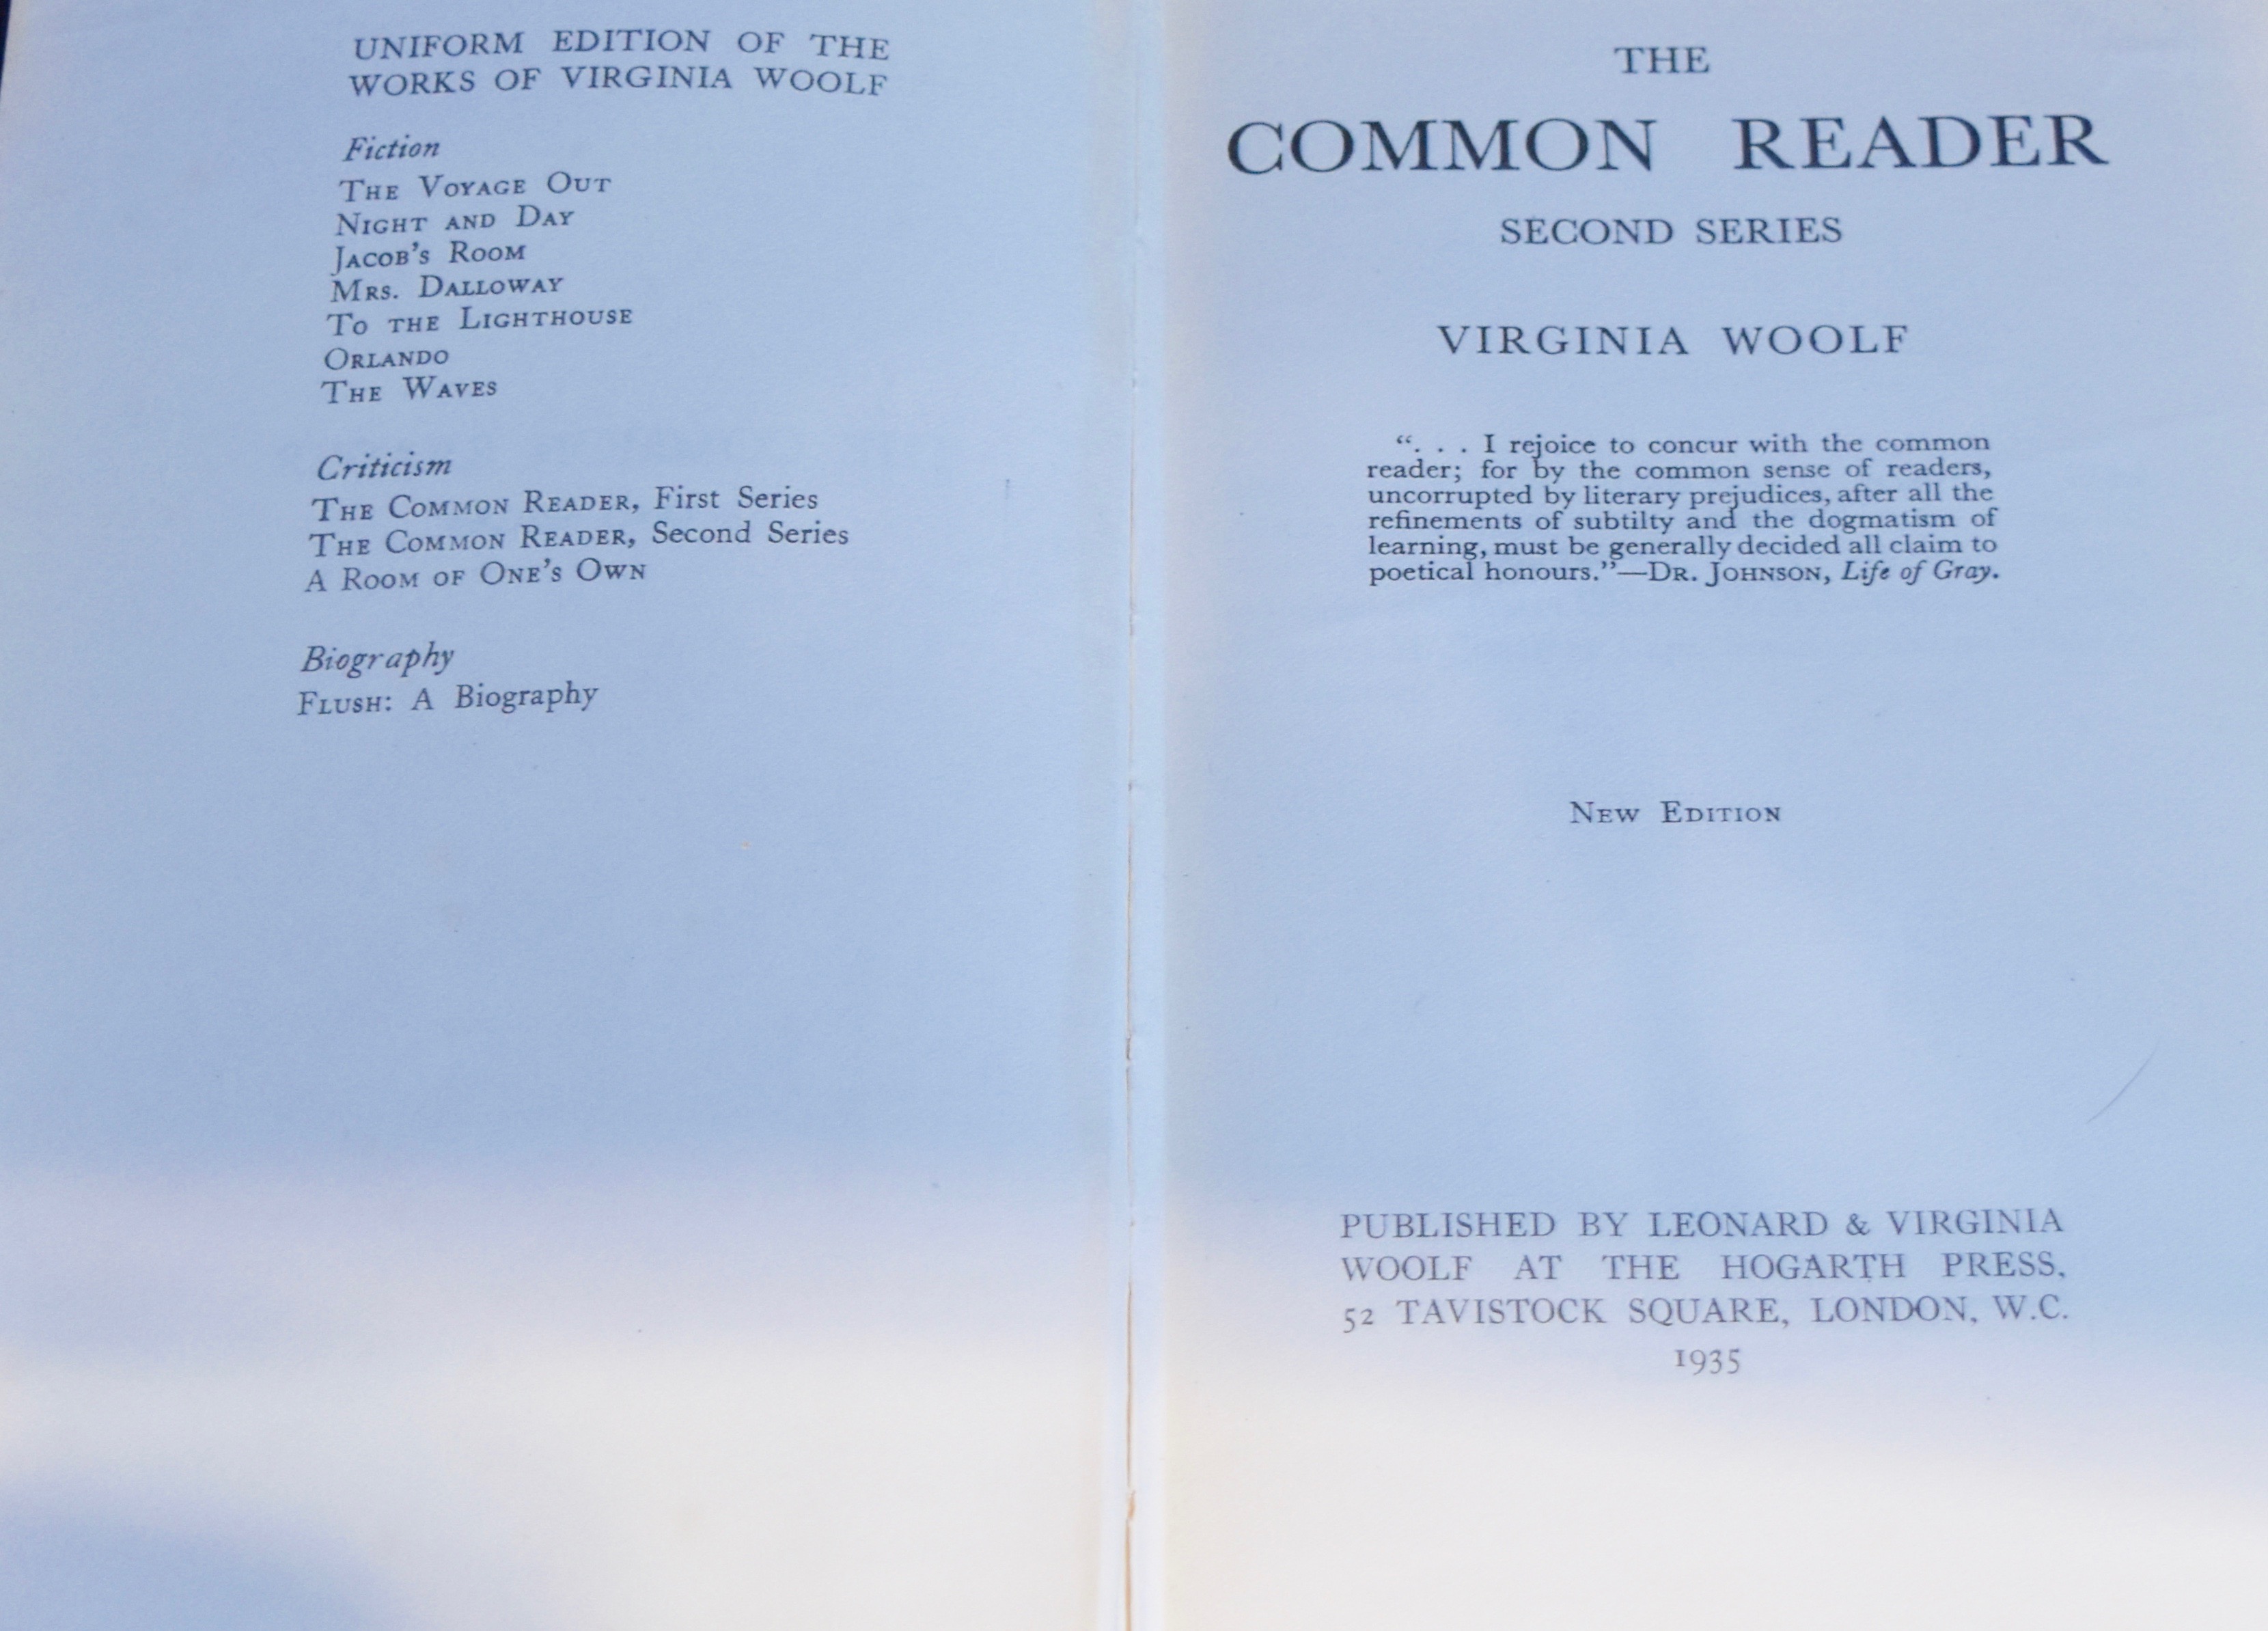 UNIFORM EDITION OF THE
WORKS OF VIRGINIA WOOLF
Fiction
THE VOYAGE OUT
NIGHT AND DAY
JACOB'S ROOM
MRS. DALLOWAY
TO THE LIGHTHOUSE
ORLANDO
THE WAVES
Criticism
THE COMMON READER, First Series
THE COMMON READER, Second Series
A ROOM OF ONE'S OWN
Biography
FLUSH: A Biography
THE
COMMON READER
SECOND SERIES
VIRGINIA WOOLF
“. . . I rejoice to concur with the common
reader; for by the common sense of readers,
uncorrupted by literary prejudices, after all the
refinements of subtilty and the dogmatism of
learning, must be generally decided all claim to
poetical honours.”—DR. JOHNSON, Life of Gray.
NEW EDITION
PUBLISHED BY LEONARD & VIRGINIA
WOOLF AT THE HOGARTH PRESS,
52 TAVISTOCK SQUARE, LONDON, W.C.
1935